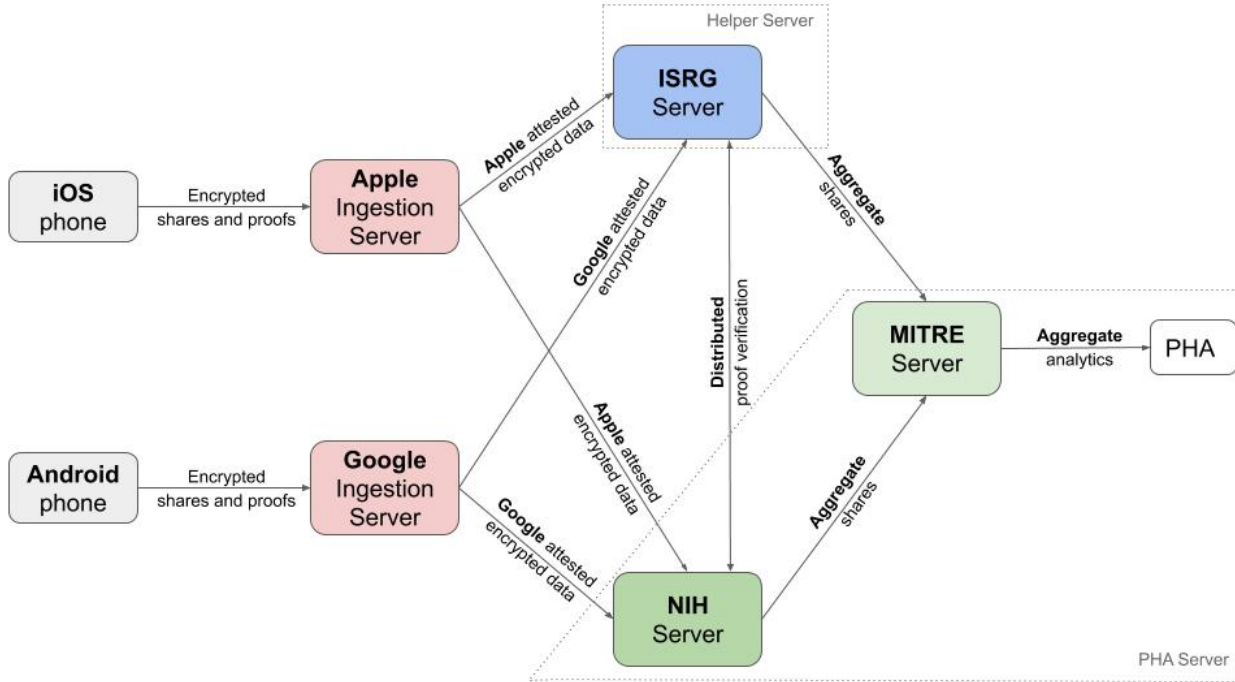 Helper Server
ISRG
Server
Apple attested
encrypted data
Google attested
encrypted data
Aggregate
shares
iOS
phone
Encrypted
shares and proofs
Apple
Ingestion
Server
Distributed
proof verification
MITRE
Server
Aggregate
analytics
PHA
Android
phone
Encrypted
shares and proofs
Google
Ingestion
Server
Apple attested
encrypted data
Google attested
encrypted data
Aggregate
shares
NIH
Server
PHA Server